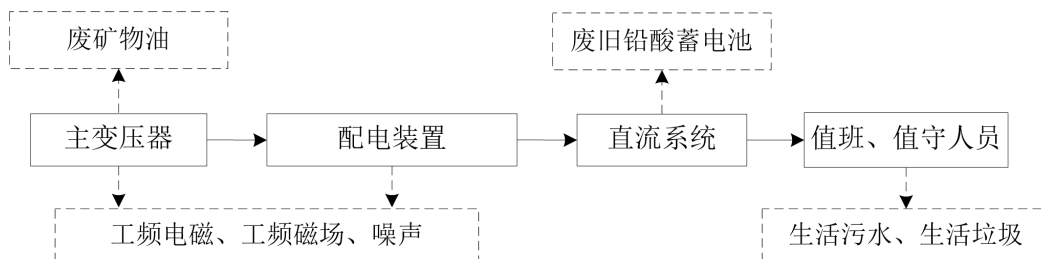 废矿物油
废旧铅酸蓄电池
主变压器
配电装置
直流系统
值班、值守人员
工频电磁、工频磁场、噪声
生活污水、生活垃圾